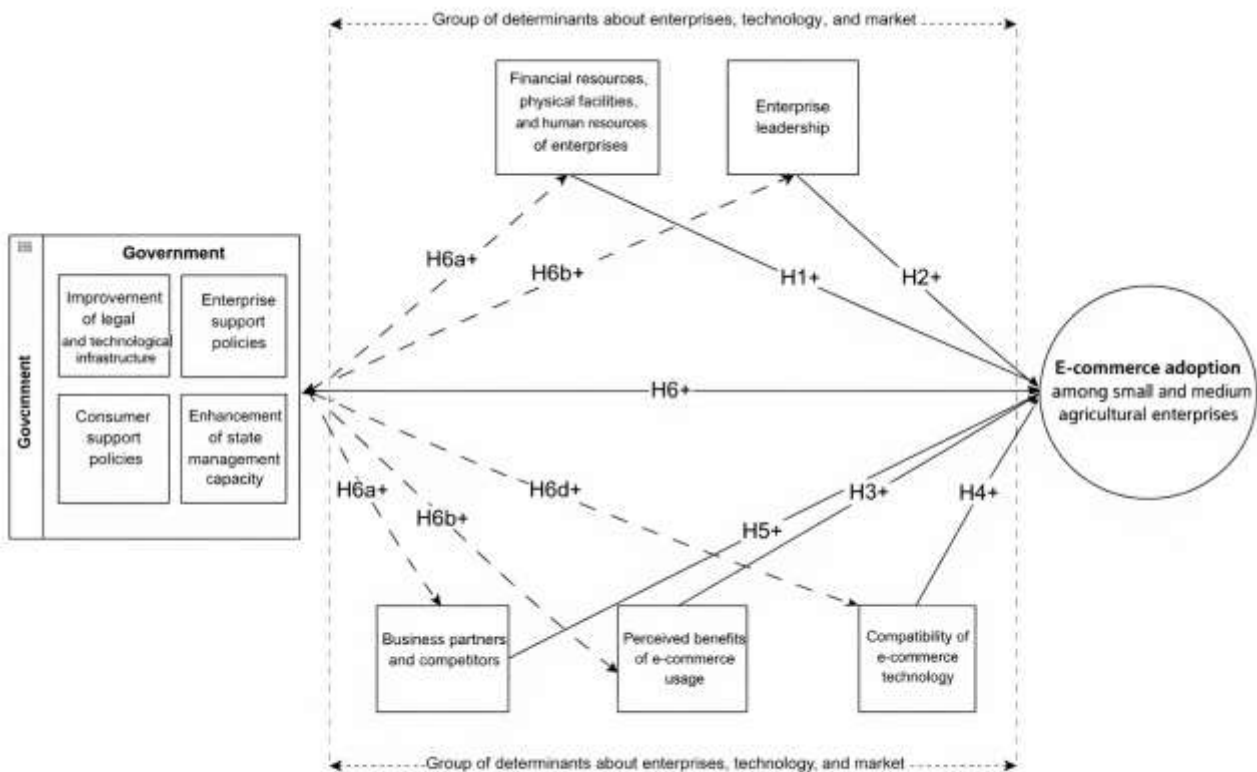 Group of determinants about enterprises, technology, and market
Financial resources,
physical facilities,
and human resources
of enterprises
Enterprise
leadership
Government
Improvement
of legal
and technological
infrastructure
Enterprise
support
policies
Consumer
support
policies
Enhancement
of state
management
capacity
H6a+
H6b+
H1+
H2+
H6+
E-commerce adoption
among small and medium
agricultural enterprises
H6a+
H6b+
H6d+
H5+
H3+
H4+
Business partners
and competitors
Perceived benefits
of e-commerce
usage
Compatibility of
e-commerce
technology
Group of determinants about enterprises, technology, and market